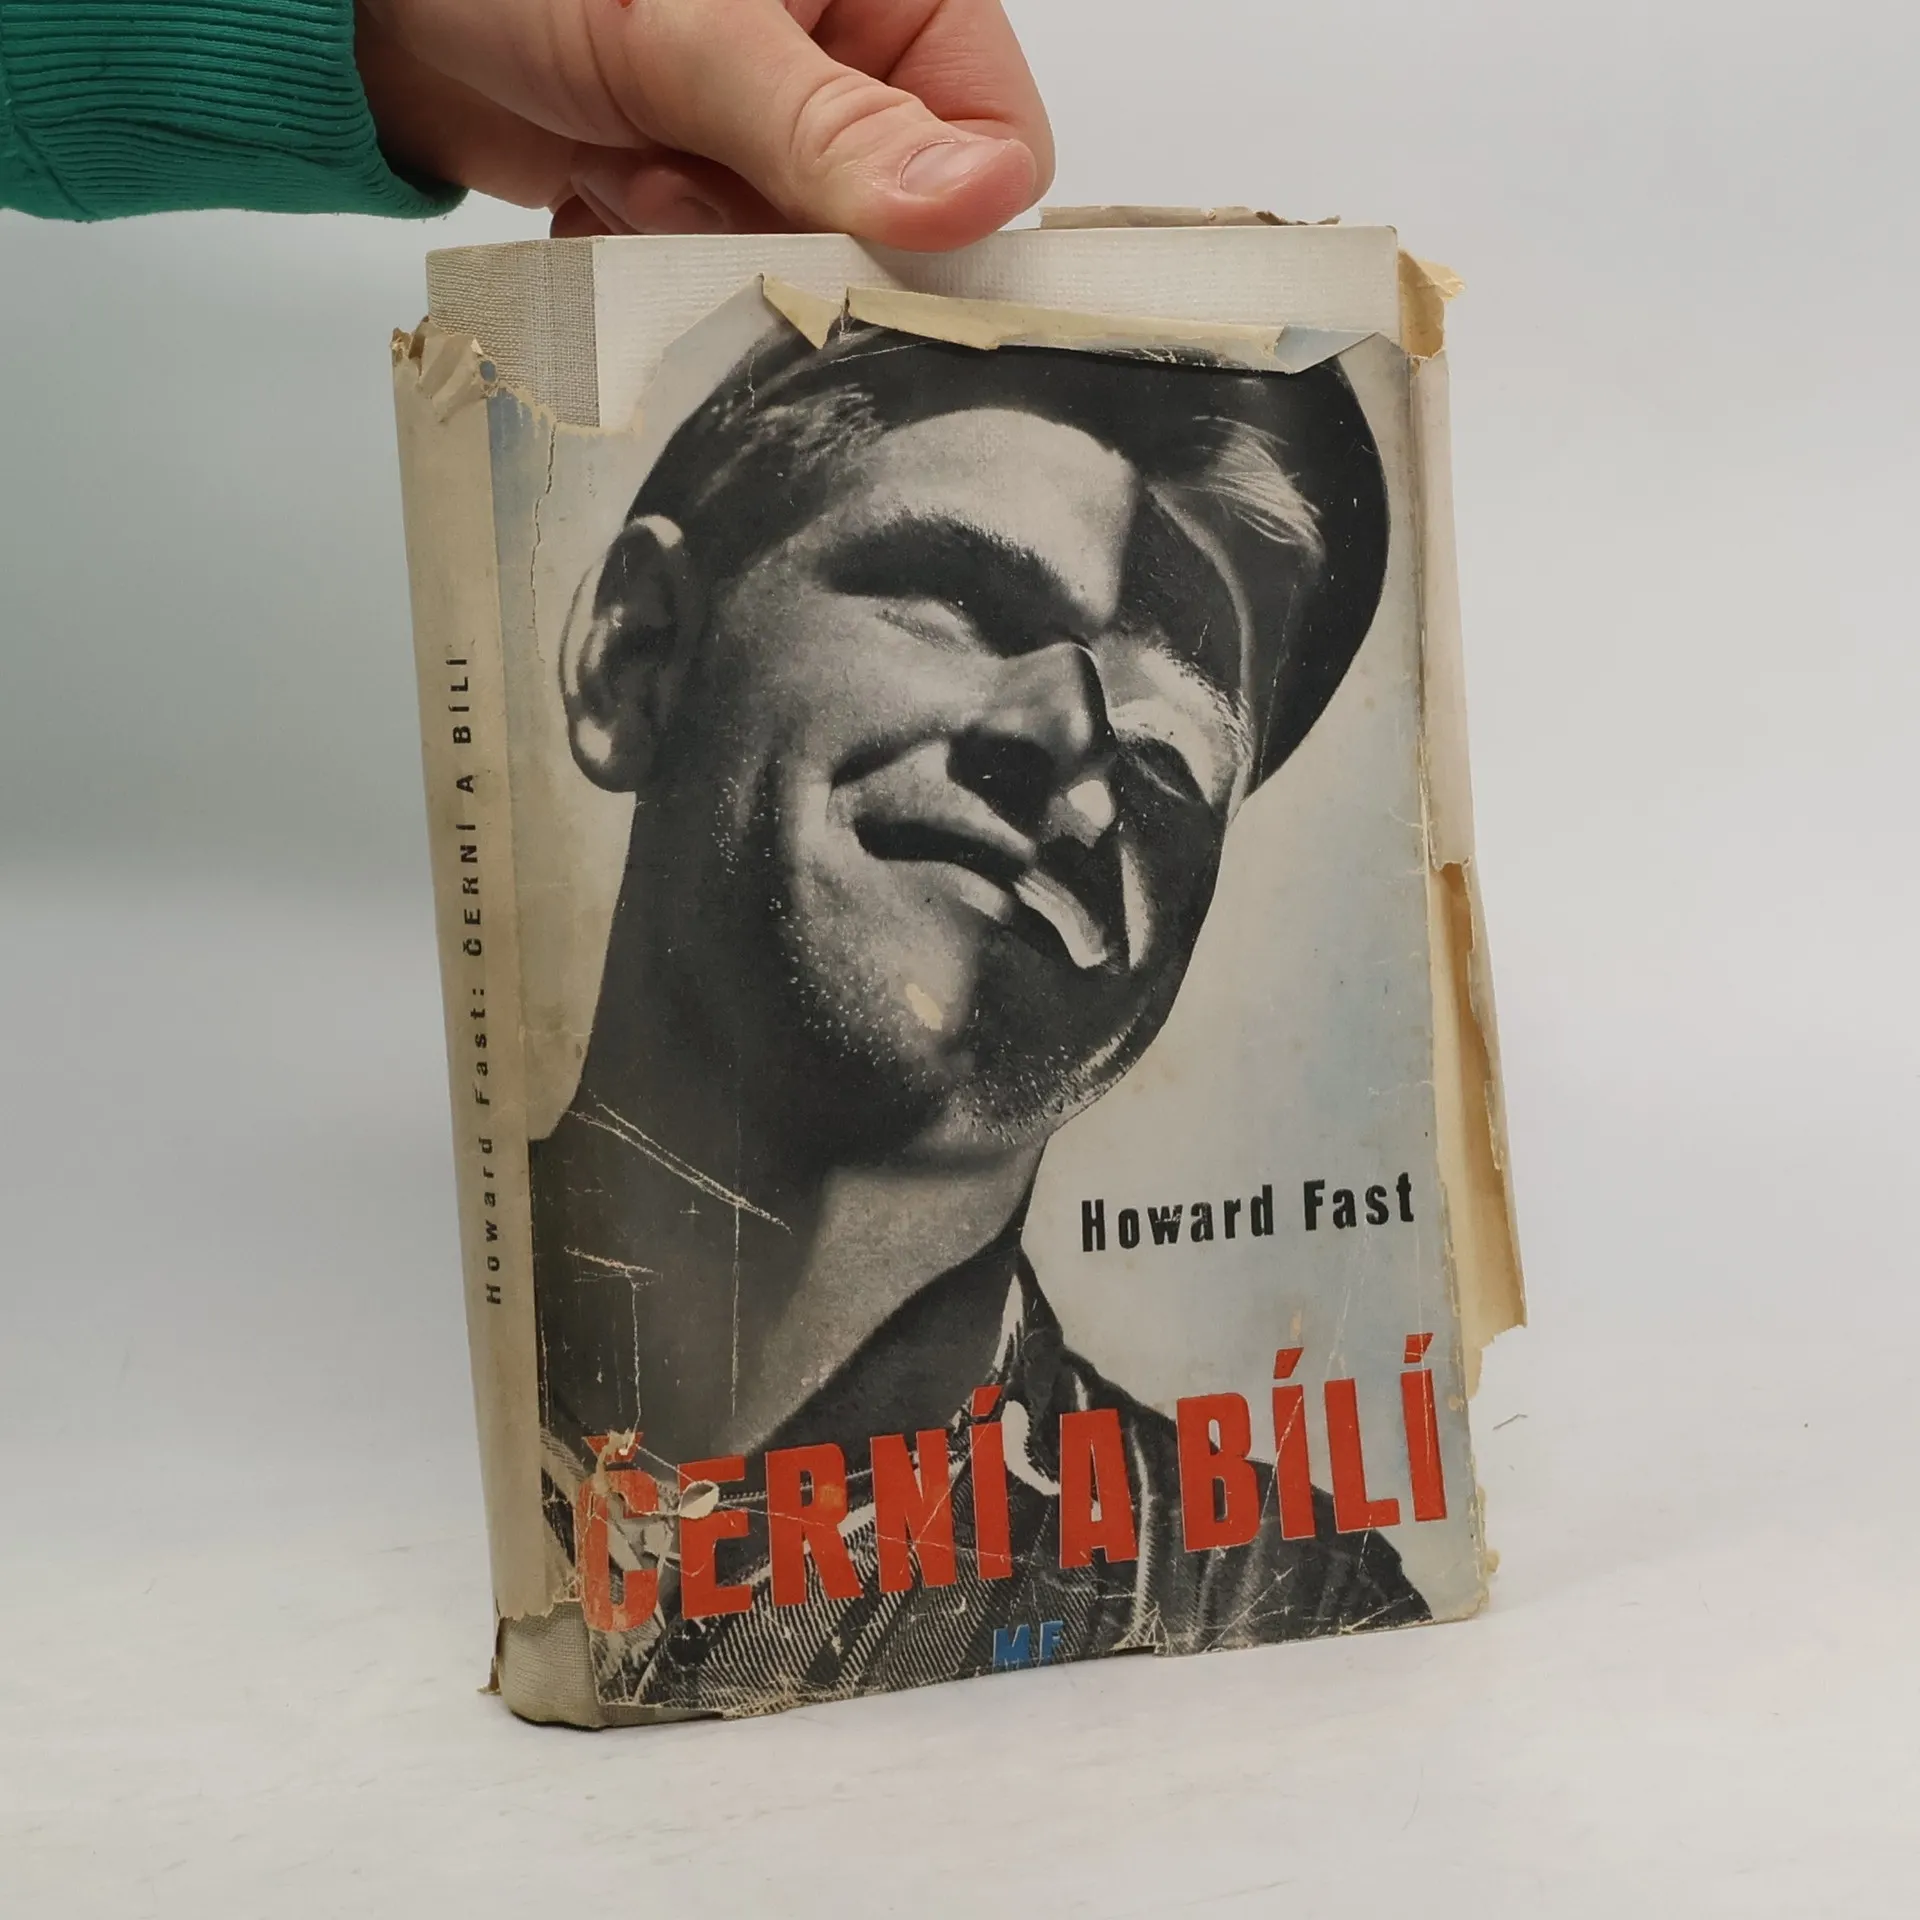 Howard Fast: ČERNÍ A BÍLÍ
Howard Fast
ČERNÍ A BÍLÍ
MF